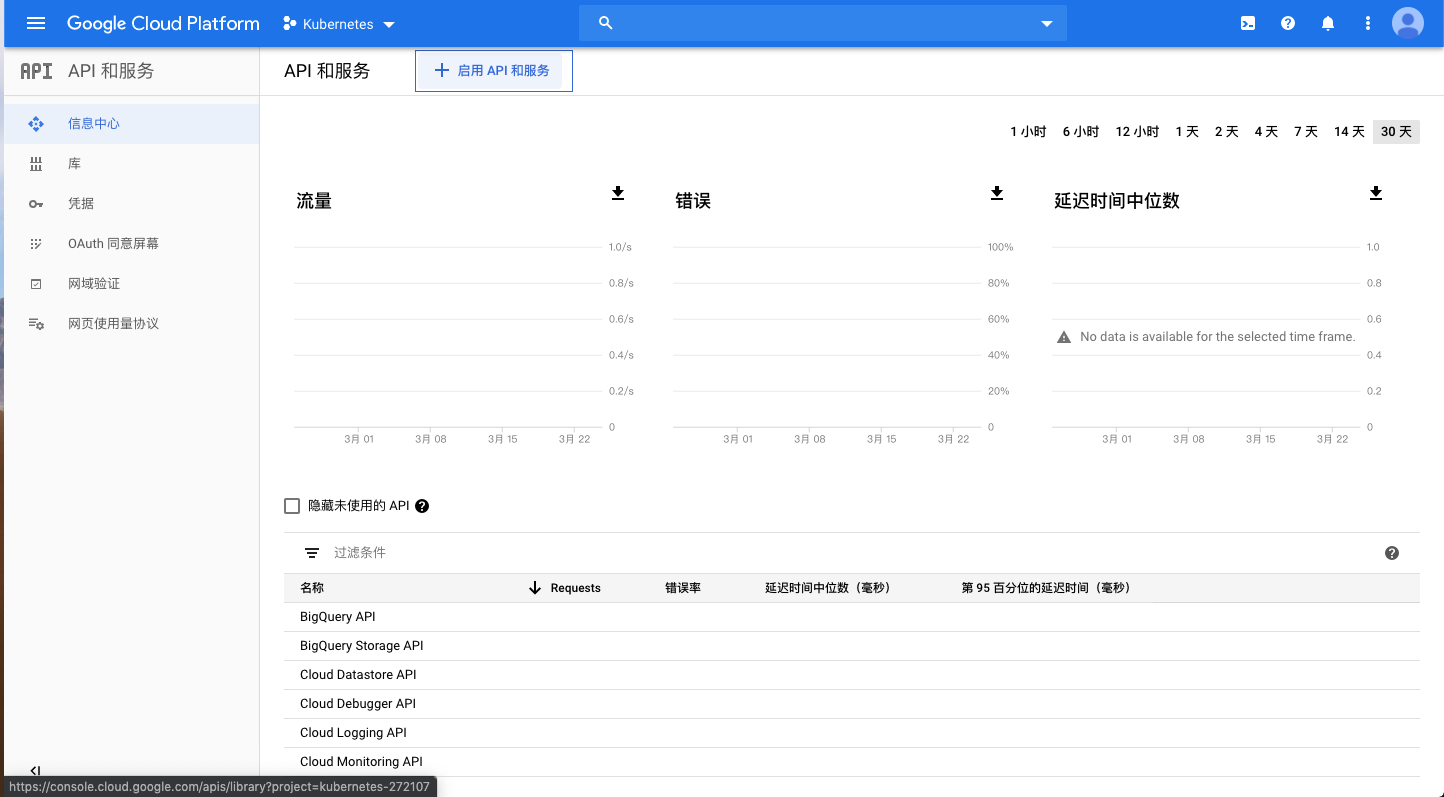 Google Cloud Platform Kubernetes
API API 和服务
API 和服务 启用 API 和服务
信息中心
库
凭据
OAuth 同意屏幕
网域验证
网页使用量协议
1 小时 6 小时 12 小时 1 天 2 天 4 天 7 天 14 天 30 天
流量
1.0/s
0.8/s
0.6/s
0.4/s
0.2/s
0
3月 01 3月 08 3月 15 3月 22
错误
100%
80%
60%
40%
20%
0
3月 01 3月 08 3月 15 3月 22
延迟时间中位数
1.0
0.8
0.6
No data is available for the selected time frame.
0.4
0.2
0
3月 01 3月 08 3月 15 3月 22
隐藏未使用的 API
过滤条件
名称 Requests 错误率 延迟时间中位数（毫秒） 第 95 百分位的延迟时间（毫秒）
BigQuery API
BigQuery Storage API
Cloud Datastore API
Cloud Debugger API
Cloud Logging API
Cloud Monitoring API
https://console.cloud.google.com/apis/library?project=kubernetes-272107